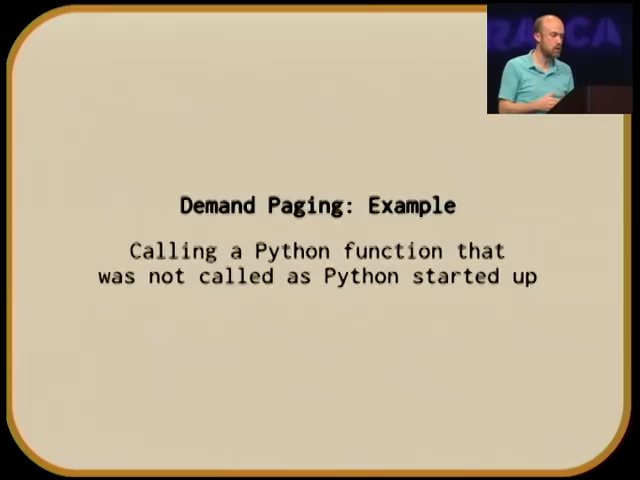 Demand Paging: Example
Calling a Python function that
was not called as Python started up